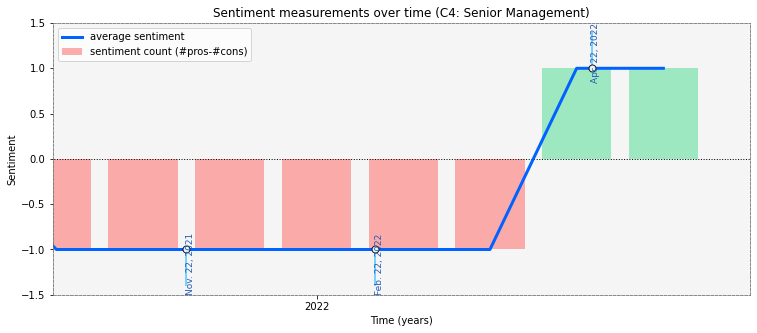 Sentiment measurements over time (C4: Senior Management)
average sentiment
sentiment count (#pros-#cons)
Sentiment
1.5
1.0
0.5
0.0
−0.5
−1.0
−1.5
Nov. 22, 2021
Feb. 22, 2022
Apr. 22, 2022
2022
Time (years)